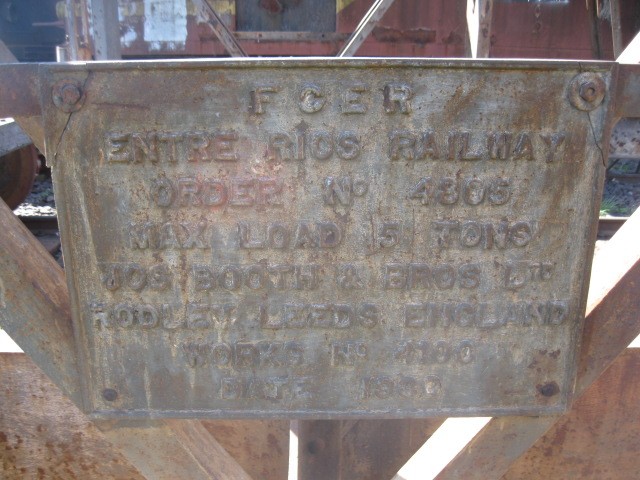 F C E R
ENTRE RIOS RAILWAY
ORDER Nº
MAX LOAD 5 TONS
JOS BOOTH & BROS LTD
RODLEY LEEDS ENGLAND
WORKS Nº
DATE